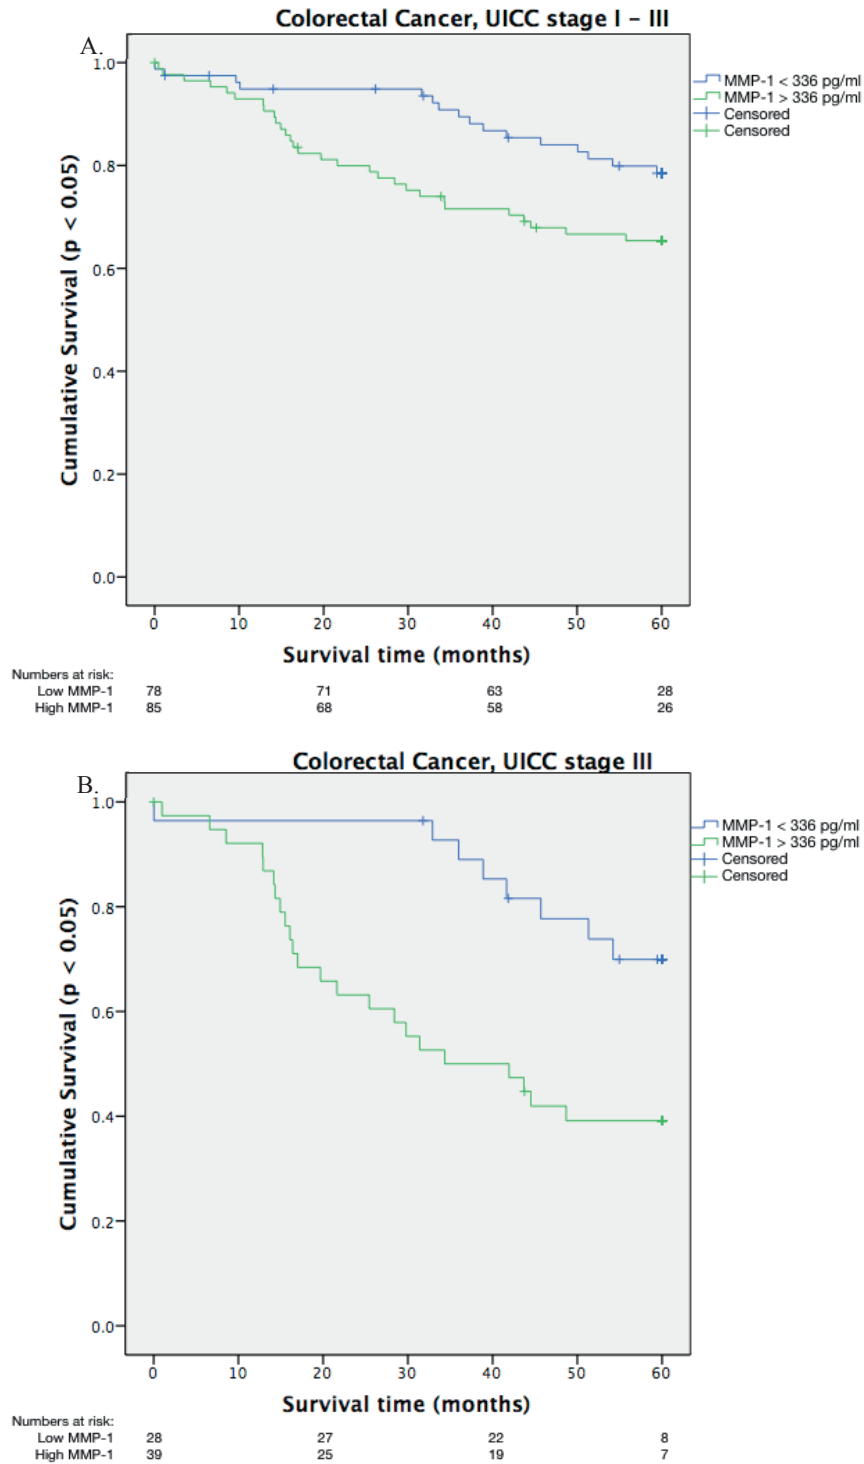 Colorectal Cancer, UICC stage I – III
A.
MMP-1 < 336 pg/ml
MMP-1 > 336 pg/ml
Censored
Censored
1.0
0.8
0.6
0.4
0.2
0.0
Cumulative Survival (p < 0.05)
0 10 20 30 40 50 60
Survival time (months)
Numbers at risk:
Low MMP-1 78 71 63 28
High MMP-1 85 68 58 26
Colorectal Cancer, UICC stage III
B.
MMP-1 < 336 pg/ml
MMP-1 > 336 pg/ml
Censored
Censored
1.0
0.8
0.6
0.4
0.2
0.0
Cumulative Survival (p < 0.05)
0 10 20 30 40 50 60
Survival time (months)
Numbers at risk:
Low MMP-1 28 27 22 8
High MMP-1 39 25 19 7